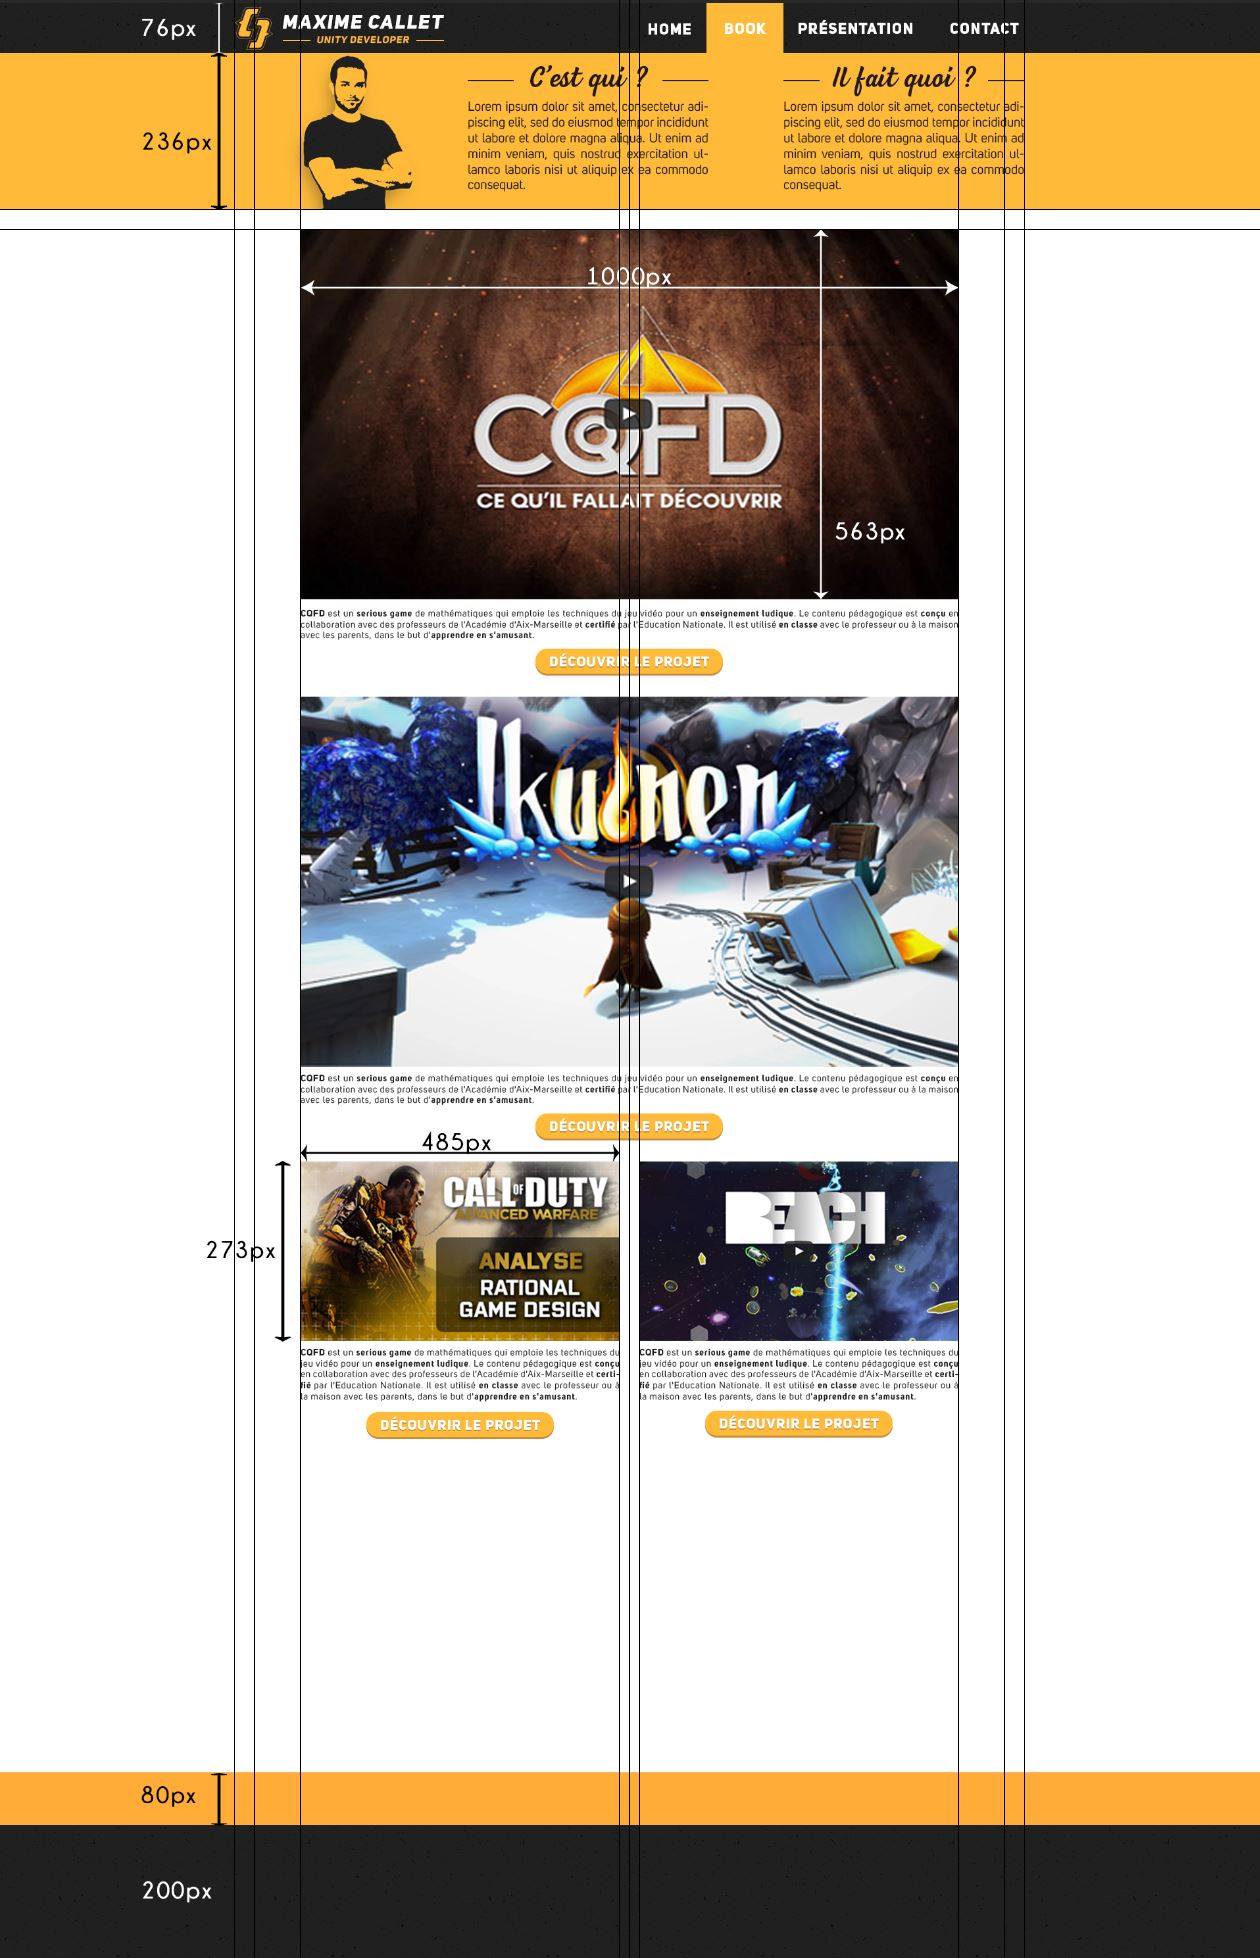 76px
MAXIME CALLET
UNITY DEVELOPER
HOME BOOK PRÉSENTATION CONTACT
236px
C'est qui ?
Lorem ipsum dolor sit amet, consectetur adi-
piscing elit, sed do eiusmod tempor incididunt
ut labore et dolore magna aliqua. Ut enim ad
minim veniam, quis nostrud exercitation ul-
lamco laboris nisi ut aliquip ex ea commodo
consequat.
Il fait quoi ?
Lorem ipsum dolor sit amet, consectetur adi-
piscing elit, sed do eiusmod tempor incididunt
ut labore et dolore magna aliqua. Ut enim ad
minim veniam, quis nostrud exercitation ul-
lamco laboris nisi ut aliquip ex ea commodo
consequat.
1000px
CQFD
CE QU'IL FALLAIT DÉCOUVRIR
563px
CQFD est un serious game de mathématiques qui emploie les techniques du jeu vidéo pour un enseignement ludique. Le contenu pédagogique est conçu en
collaboration avec des professeurs de l'Académie d'Aix-Marseille et certifié par l'Education Nationale. Il est utilisé en classe avec le professeur ou à la maison
avec les parents, dans le but d'apprendre en s'amusant.
DÉCOUVRIR LE PROJET
CQFD est un serious game de mathématiques qui emploie les techniques du jeu vidéo pour un enseignement ludique. Le contenu pédagogique est conçu en
collaboration avec des professeurs de l'Académie d'Aix-Marseille et certifié par l'Education Nationale. Il est utilisé en classe avec le professeur ou à la maison
avec les parents, dans le but d'apprendre en s'amusant.
DÉCOUVRIR LE PROJET
485px
273px
CALL OF DUTY
ADVANCED WARFARE
ANALYSE
RATIONAL
GAME DESIGN
CQFD est un serious game de mathématiques qui emploie les techniques du
jeu vidéo pour un enseignement ludique. Le contenu pédagogique est conçu
en collaboration avec des professeurs de l'Académie d'Aix-Marseille et certi-
fié par l'Education Nationale. Il est utilisé en classe avec le professeur ou à
la maison avec les parents, dans le but d'apprendre en s'amusant.
DÉCOUVRIR LE PROJET
REACH
CQFD est un serious game de mathématiques qui emploie les techniques du
jeu vidéo pour un enseignement ludique. Le contenu pédagogique est conçu
en collaboration avec des professeurs de l'Académie d'Aix-Marseille et certi-
fié par l'Education Nationale. Il est utilisé en classe avec le professeur ou à
la maison avec les parents, dans le but d'apprendre en s'amusant.
DÉCOUVRIR LE PROJET
80px
200px